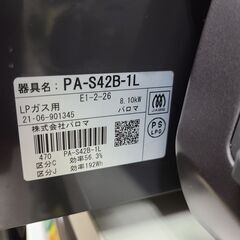 器具名：PA-S42B-1L
E1-2-26
LPガス用 8.10kW
21-06-901345 パロマ
株式会社パロマ
470 PA-S42B-1L
区分C 効率56.3%
区分J 効率192Wh
PS
LPG